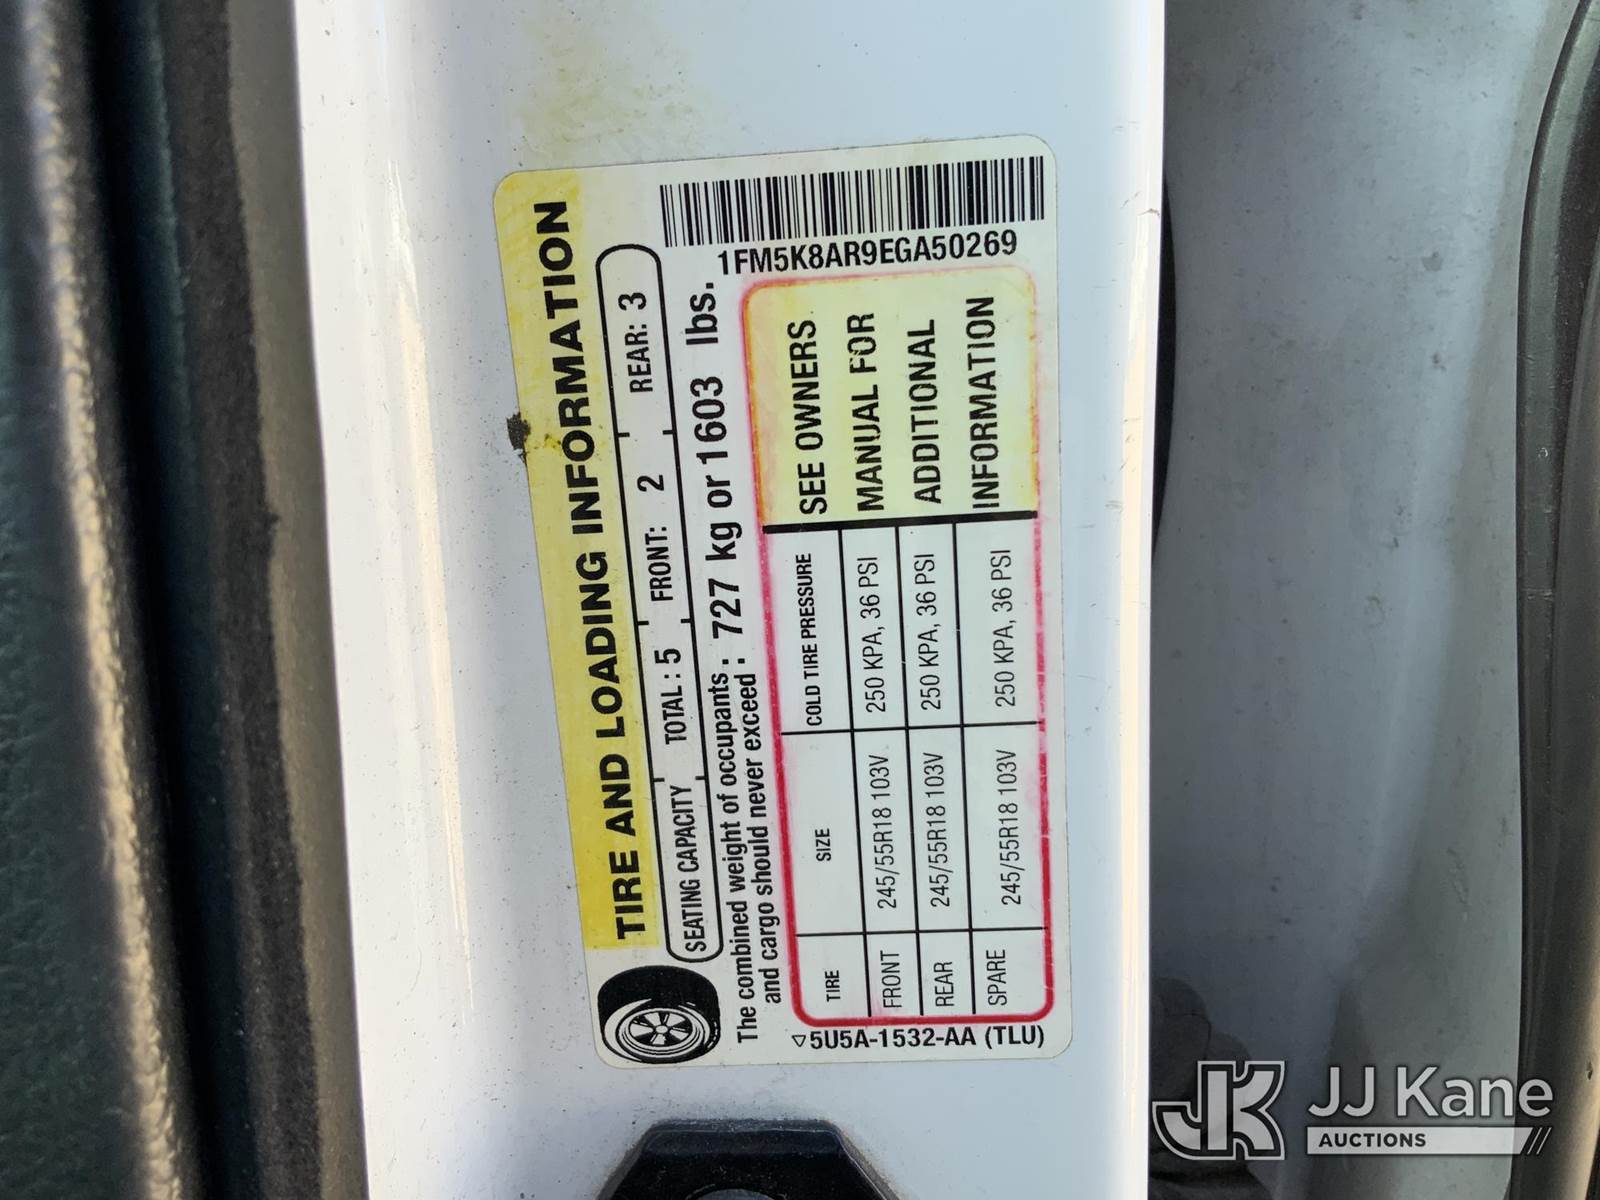 TIRE AND LOADING INFORMATION
SEATING CAPACITY TOTAL : 5 FRONT: 2 REAR: 3
The combined weight of occupants : 727 kg or 1603 lbs.
and cargo should never exceed :
1FM5K8AR9EGA50269
TIRE SIZE COLD TIRE PRESSURE
FRONT 245/55R18 103V 250 KPA, 36 PSI
REAR 245/55R18 103V 250 KPA, 36 PSI
SPARE 245/55R18 103V 250 KPA, 36 PSI
SEE OWNERS
MANUAL FOR
ADDITIONAL
INFORMATION
5U5A-1532-AA (TLU)
JK JJ Kane
AUCTIONS